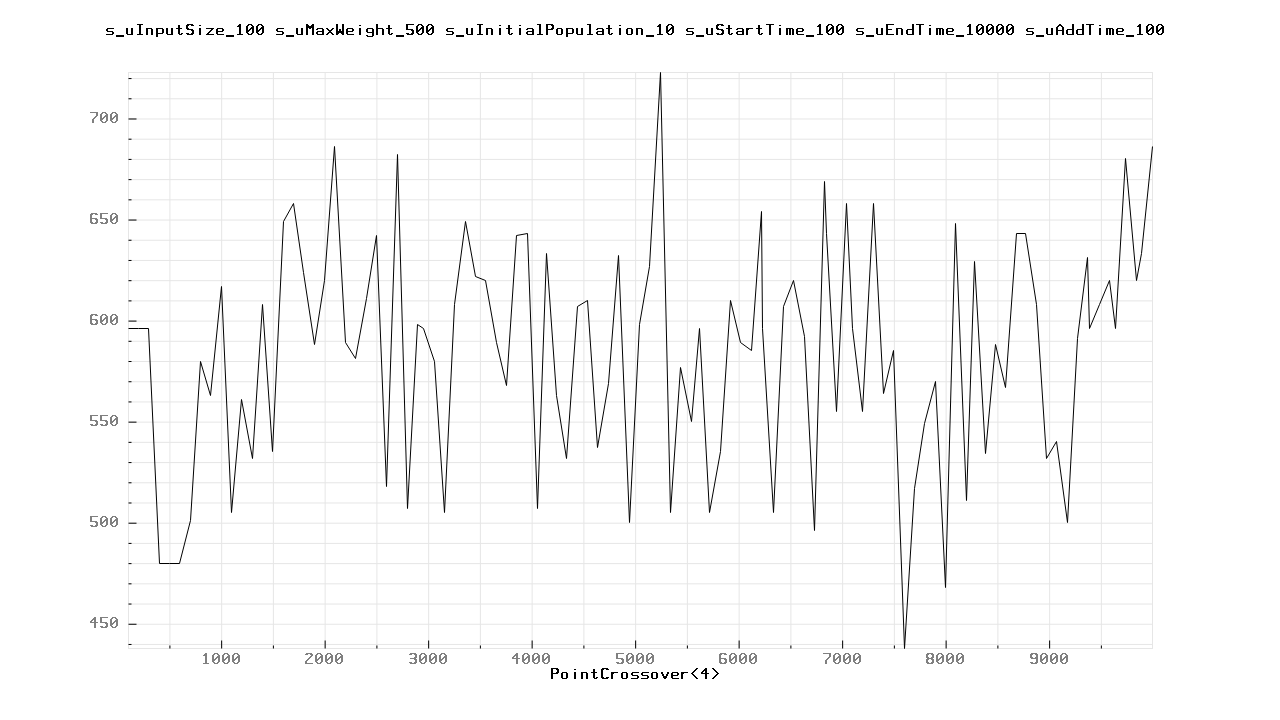 s_uInputSize_100 s_uMaxWeight_500 s_uInitialPopulation_10 s_uStartTime_100 s_uEndTime_10000 s_uAddTime_100
700
650
600
550
500
450
1000 2000 3000 4000 5000 6000 7000 8000 9000
PointCrossover<4>